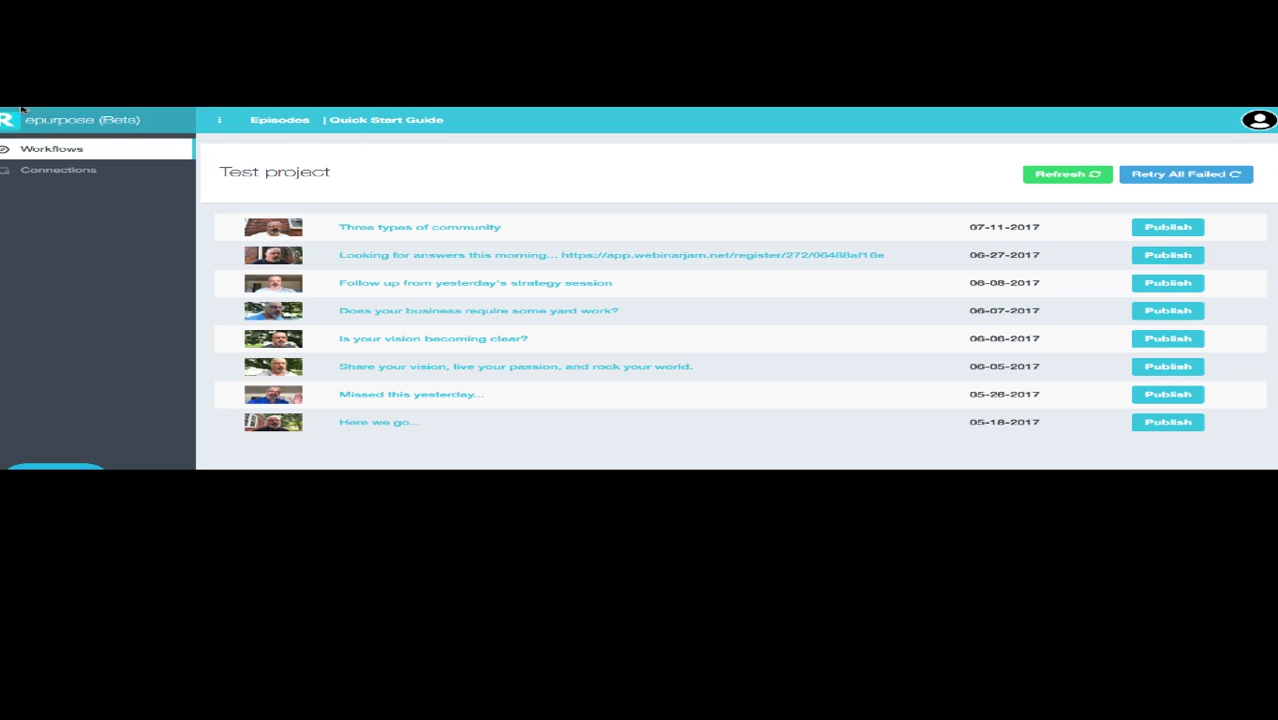 Repurpose (Beta)
Episodes | Quick Start Guide
Workflows
Connections
Test project
Refresh
Retry All Failed
Three types of community 07-11-2017 Publish
Looking for answers this morning... https://app.webinarjam.net/register/272/06488af16e 06-27-2017 Publish
Follow up from yesterday's strategy session 06-08-2017 Publish
Does your business require some yard work? 06-07-2017 Publish
Is your vision becoming clear? 06-06-2017 Publish
Share your vision, live your passion, and rock your world. 06-05-2017 Publish
Missed this yesterday... 05-26-2017 Publish
Here we go... 05-18-2017 Publish